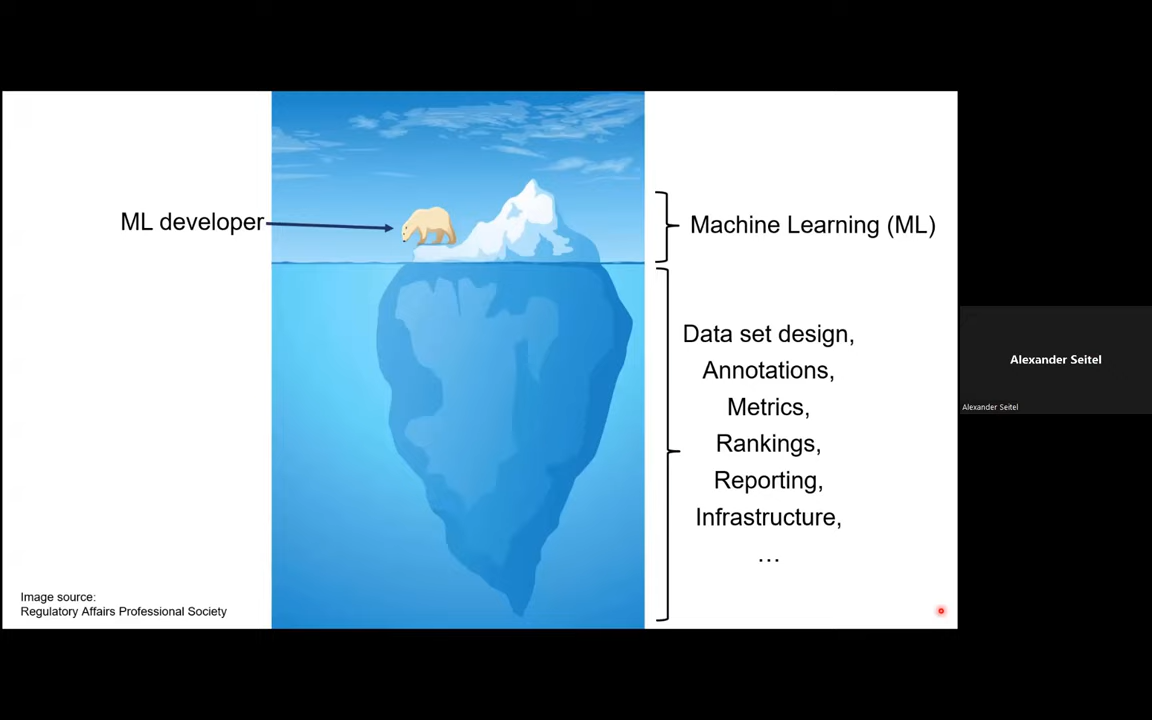 ML developer
Machine Learning (ML)
Data set design,
Annotations,
Metrics,
Rankings,
Reporting,
Infrastructure,
...
Image source:
Regulatory Affairs Professional Society
Alexander Seitel
Alexander Seitel